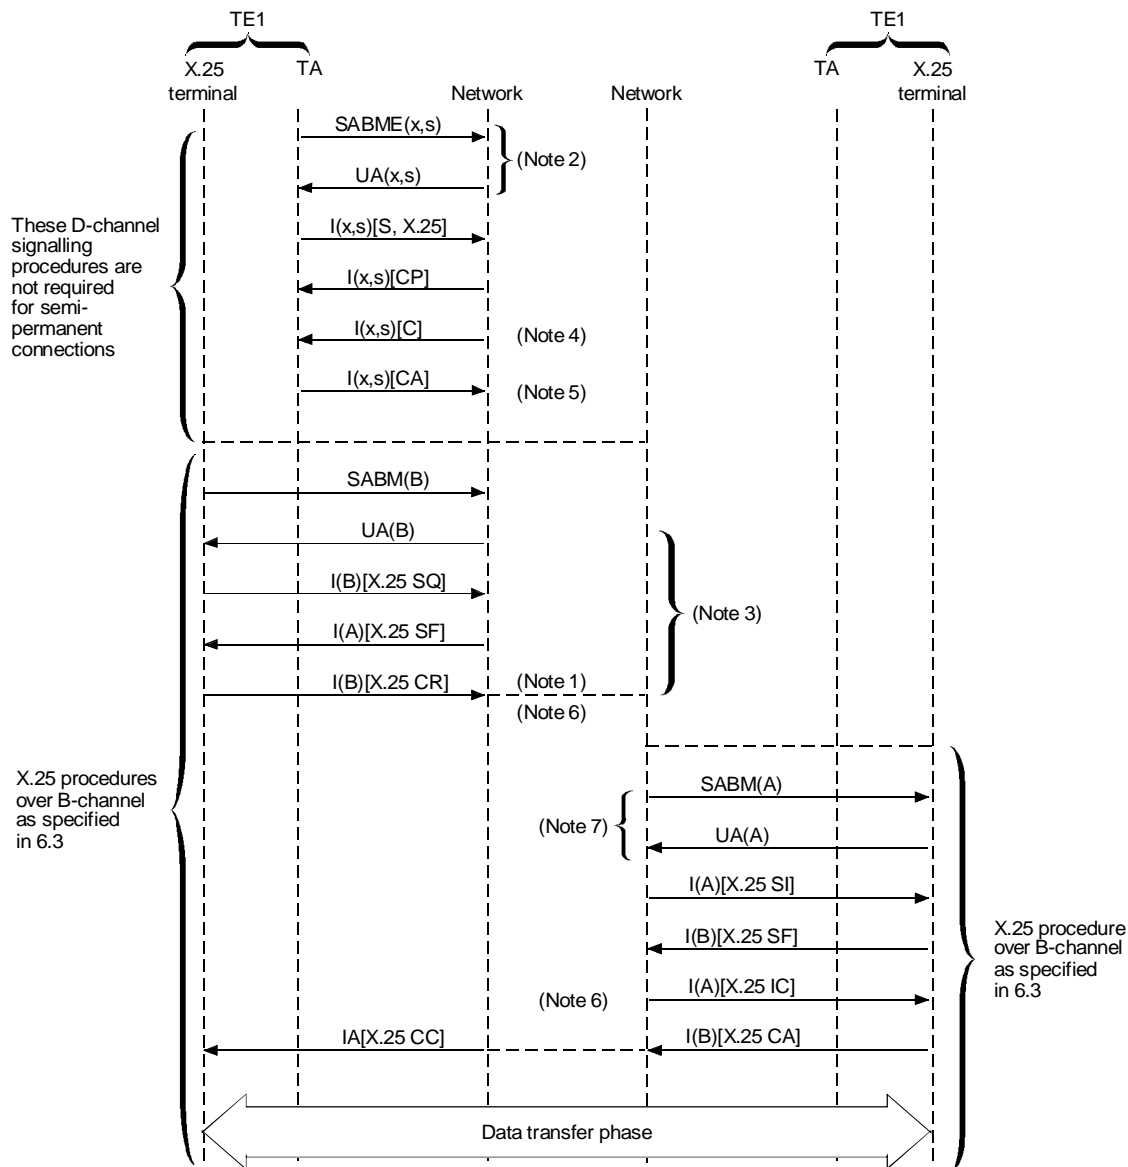 TE1
TE1
X.25
terminal
TA
Network
Network
TA
X.25
terminal
SABME(x,s)
(Note 2)
UA(x,s)
These D-channel
signalling
procedures are
not required
for semi-
permanent
connections
I(x,s)[S, X.25]
I(x,s)[CP]
I(x,s)[C]
(Note 4)
I(x,s)[CA]
(Note 5)
SABM(B)
UA(B)
I(B)[X.25 SQ]
(Note 3)
I(A)[X.25 SF]
I(B)[X.25 CR]
(Note 1)
(Note 6)
X.25 procedures
over B-channel
as specified
in 6.3
SABM(A)
(Note 7)
UA(A)
I(A)[X.25 SI]
I(B)[X.25 SF]
X.25 procedure
over B-channel
as specified
in 6.3
(Note 6)
I(A)[X.25 IC]
IA[X.25 CC]
I(B)[X.25 CA]
Data transfer phase